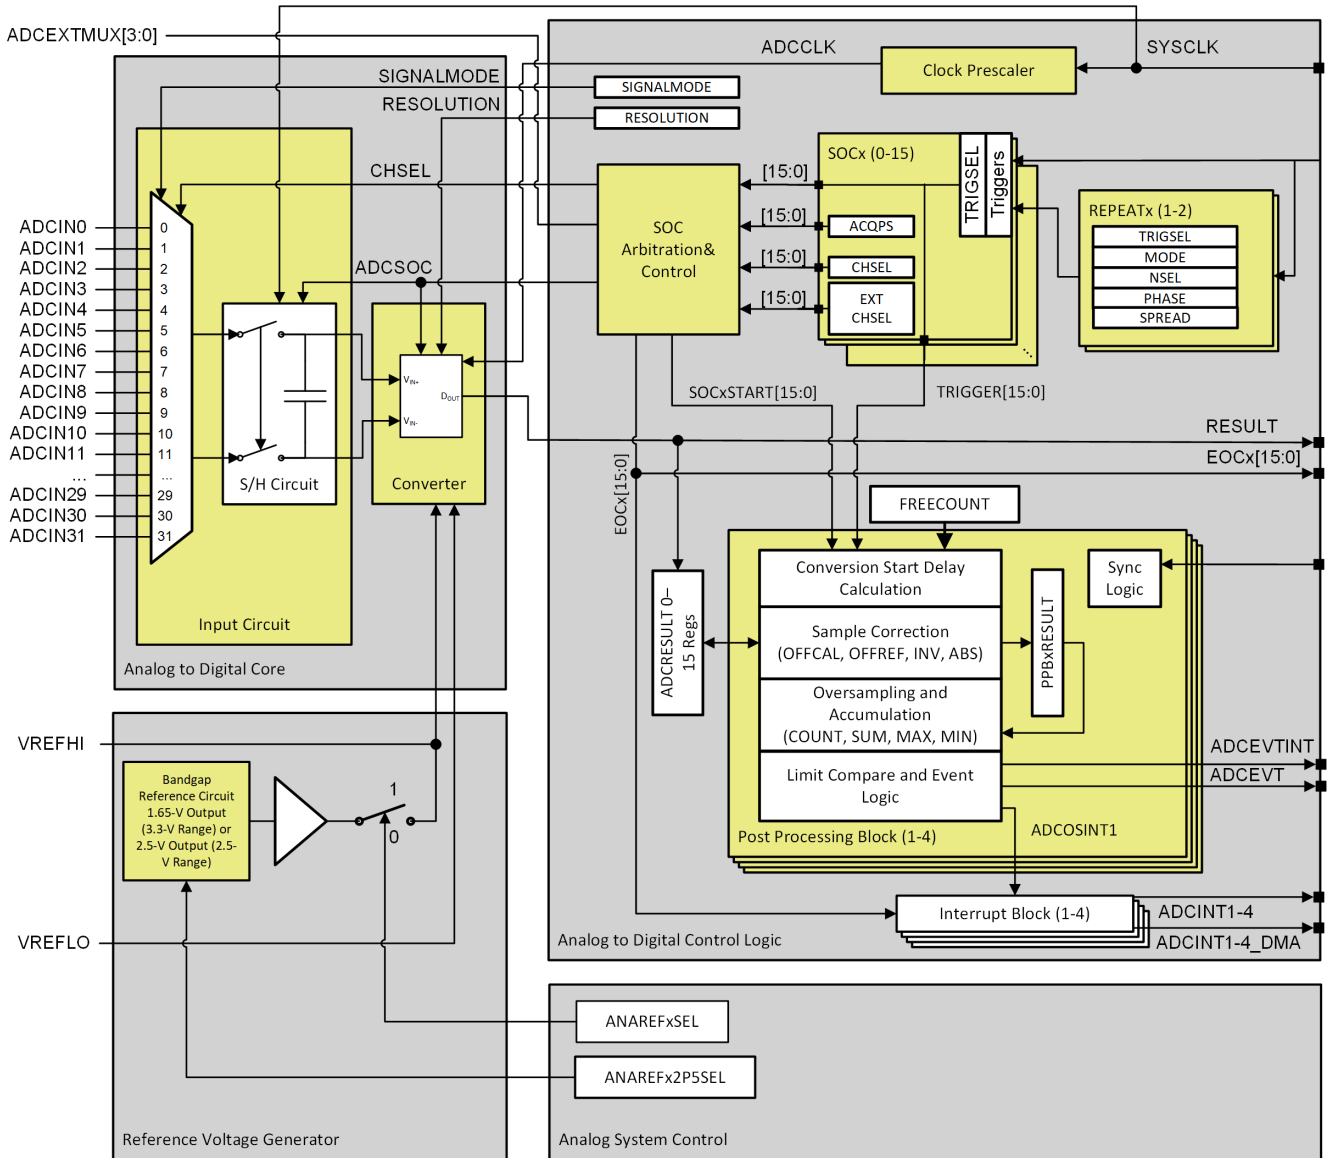 ADCEXTMUX[3:0]
ADCCLK
SYSCLK
Clock Prescaler
SIGNALMODE
SIGNALMODE
RESOLUTION
RESOLUTION
CHSEL
ADCSOC
ADCIN0
ADCIN1
ADCIN2
ADCIN3
ADCIN4
ADCIN5
ADCIN6
ADCIN7
ADCIN8
ADCIN9
ADCIN10
ADCIN11
...
ADCIN29
ADCIN30
ADCIN31
0
1
2
3
4
5
6
7
8
9
10
11
...
29
30
31
S/H Circuit
Input Circuit
VIN+
VIN-
DOUT
Converter
Analog to Digital Core
SOC
Arbitration&
Control
[15:0]
[15:0]
[15:0]
[15:0]
SOCx (0-15)
TRIGSEL
Triggers
ACQPS
CHSEL
EXT
CHSEL
...
REPEATx (1-2)
TRIGSEL
MODE
NSEL
PHASE
SPREAD
SOCxSTART[15:0]
TRIGGER[15:0]
RESULT
EOCx[15:0]
EOCx[15:0]
FREECOUNT
ADCRESULT 0–
15 Regs
Conversion Start Delay
Calculation
Sample Correction
(OFFCAL, OFFREF, INV, ABS)
Oversampling and
Accumulation
(COUNT, SUM, MAX, MIN)
Limit Compare and Event
Logic
PPBxRESULT
Sync
Logic
Post Processing Block (1-4)
ADCEVTINT
ADCEVT
ADCOSINT1
Interrupt Block (1-4)
ADCINT1-4
ADCINT1-4_DMA
Analog to Digital Control Logic
VREFHI
Bandgap
Reference Circuit
1.65-V Output
(3.3-V Range) or
2.5-V Output (2.5-
V Range)
1
0
VREFLO
Reference Voltage Generator
ANAREFxSEL
ANAREFx2P5SEL
Analog System Control